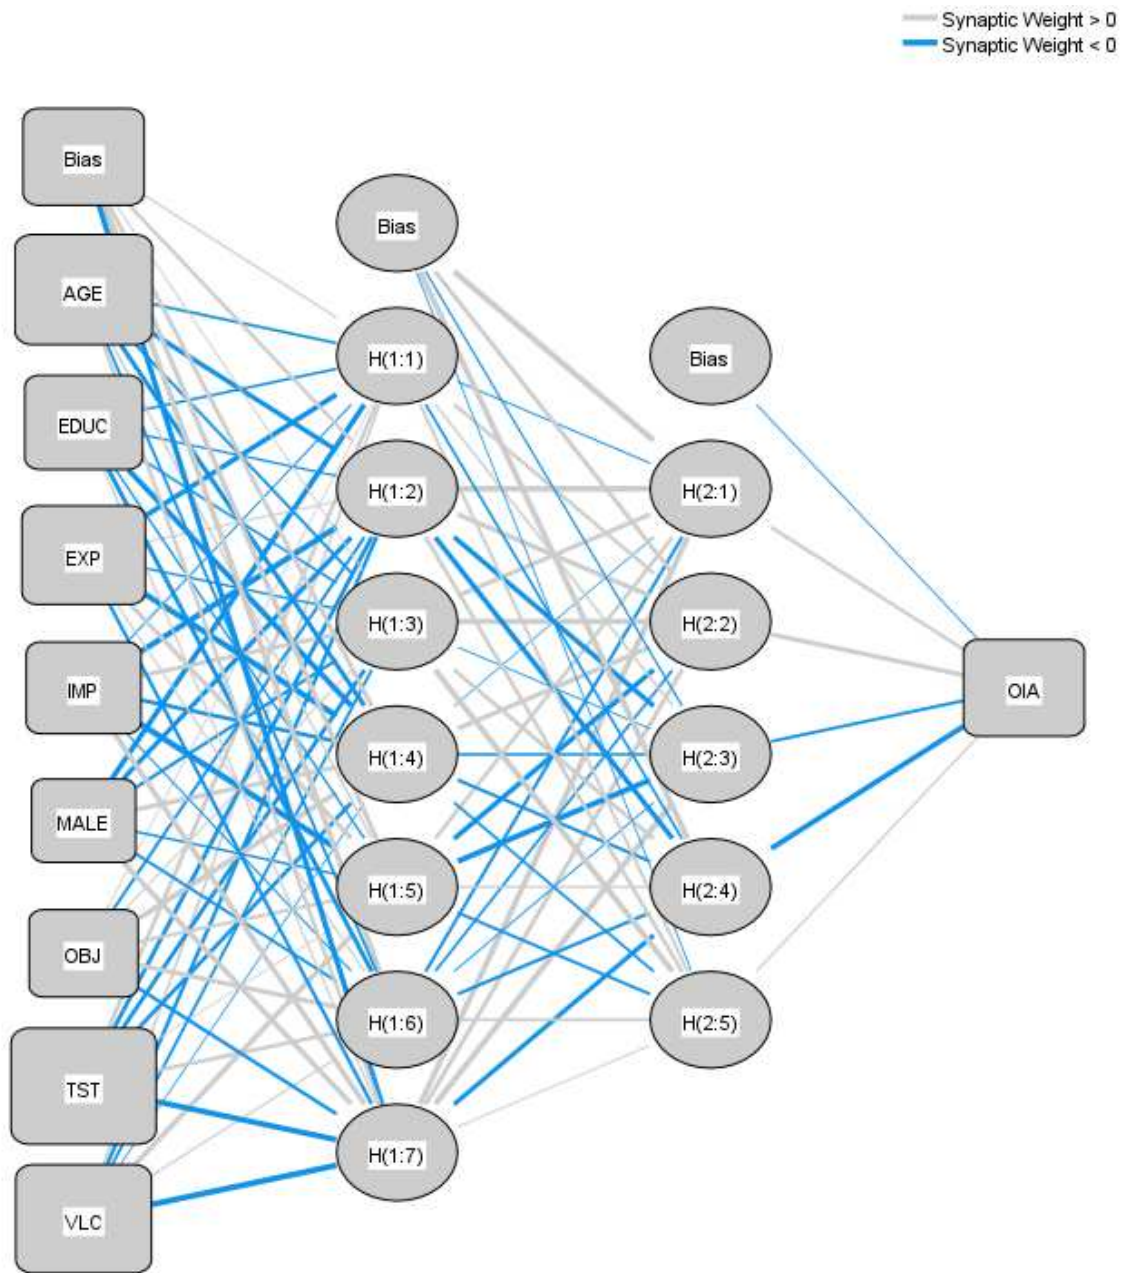 Synaptic Weight > 0
Synaptic Weight < 0
Bias
AGE
EDUC
EXP
IMP
MALE
OBJ
TST
VLC
Bias
H(1:1)
H(1:2)
H(1:3)
H(1:4)
H(1:5)
H(1:6)
H(1:7)
Bias
H(2:1)
H(2:2)
H(2:3)
H(2:4)
H(2:5)
OIA